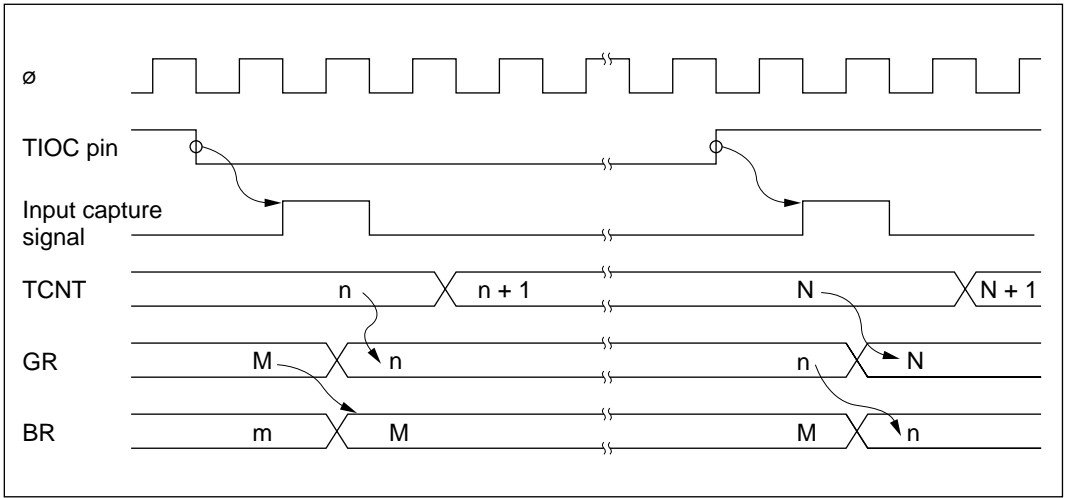 ø
TIOC pin
Input capture
signal
TCNT n n + 1 N N + 1
GR M n n N
BR m M M n